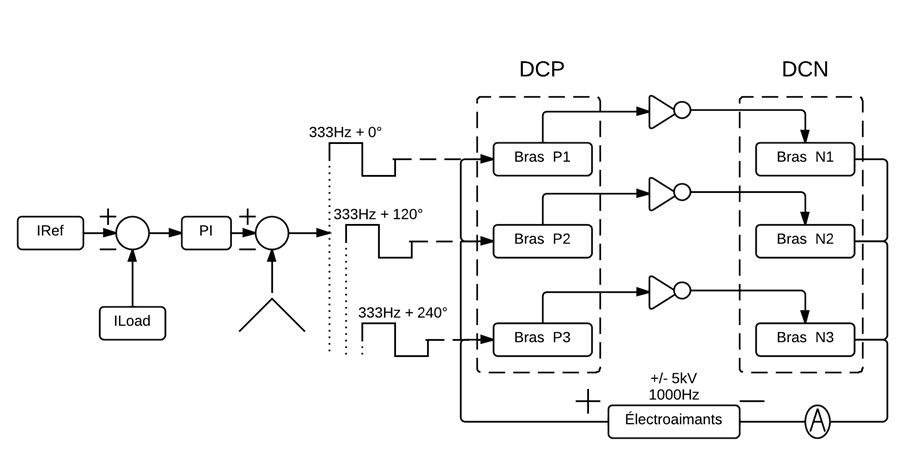 DCP
DCN
333Hz + 0°
Bras P1
Bras N1
333Hz + 120°
IRef
+
−
PI
+
−
Bras P2
Bras N2
ILoad
333Hz + 240°
Bras P3
Bras N3
+/- 5kV
1000Hz
+
−
Électroaimants
A